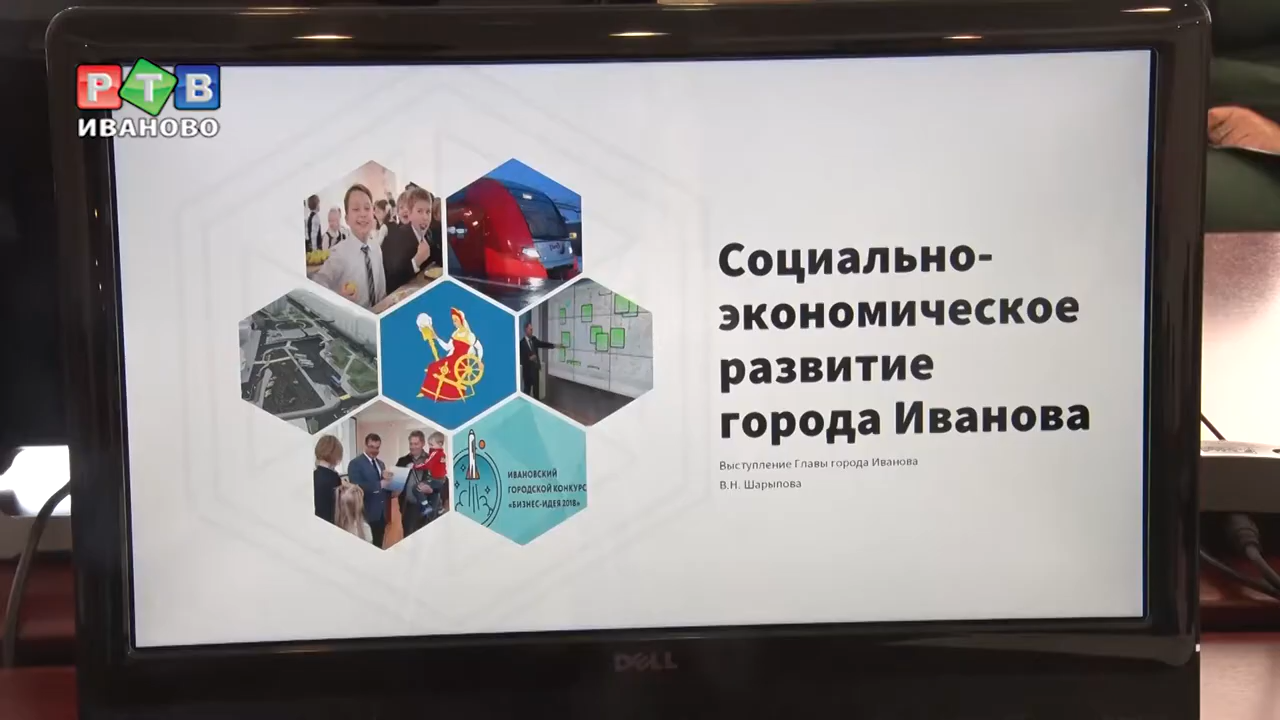 РТВ
ИВАНОВО
Социально-
экономическое
развитие
города Иванова
Выступление Главы города Иванова
В.Н. Шарыпова
ИВАНОВСКИЙ
ГОРОДСКОЙ КОНКУРС
«БИЗНЕС-ИДЕЯ 2018»
DELL